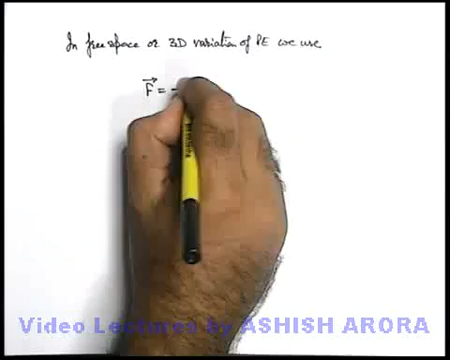 In free space or 3D variation of PE we use
F⃗ = -
Video Lectures by ASHISH ARORA